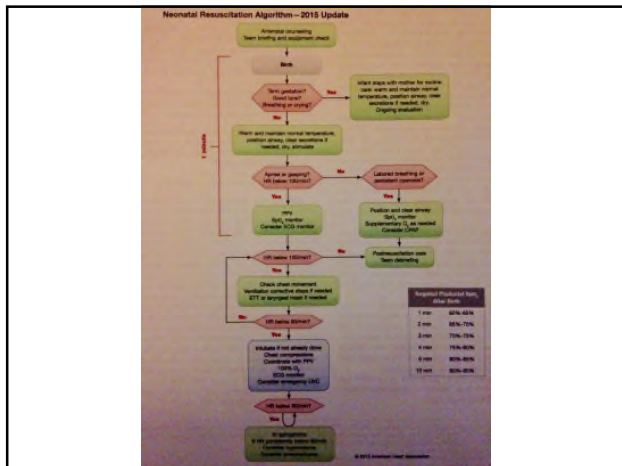 Neonatal Resuscitation Algorithm—2015 Update
Antenatal counseling
Team briefing and equipment check
Birth
Term gestation?
Good tone?
Breathing or crying?
Yes
Infant stays with mother for routine
care: warm and maintain normal
temperature, position airway, clear
secretions if needed, dry.
Ongoing evaluation
No
1 minute
Warm and maintain normal temperature,
position airway, clear secretions if
needed, dry, stimulate
Apnea or gasping?
HR below 100/min?
No
Labored breathing or
persistent cyanosis?
Yes
Yes
PPV
SpO₂ monitor
Consider ECG monitor
Position and clear airway
SpO₂ monitor
Supplementary O₂ as needed
Consider CPAP
HR below 100/min?
No
Postresuscitation care
Team debriefing
Yes
Check chest movement
Ventilation corrective steps if needed
ETT or laryngeal mask if needed
No
HR below 60/min?
Yes
Intubate if not already done
Chest compressions
Coordinate with PPV
100% O₂
ECG monitor
Consider emergency UVC
HR below 60/min?
Yes
IV epinephrine
If HR persistently below 60/min
Consider hypovolemia
Consider pneumothorax
Targeted Preductal SpO₂
After Birth
1 min 60%-65%
2 min 65%-70%
3 min 70%-75%
4 min 75%-80%
5 min 80%-85%
10 min
© 2015 American Heart Association